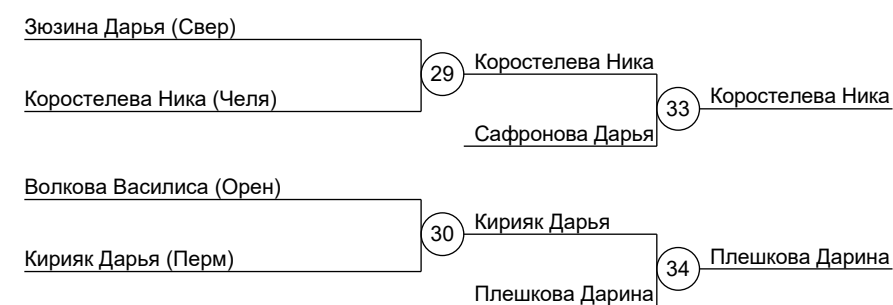 Зюзина Дарья (Свер)
29
Коростелева Ника
Коростелева Ника (Челя)
33
Коростелева Ника
Сафронова Дарья
Волкова Василиса (Орен)
30
Кирияк Дарья
Кирияк Дарья (Перм)
34
Плешкова Дарина
Плешкова Дарина